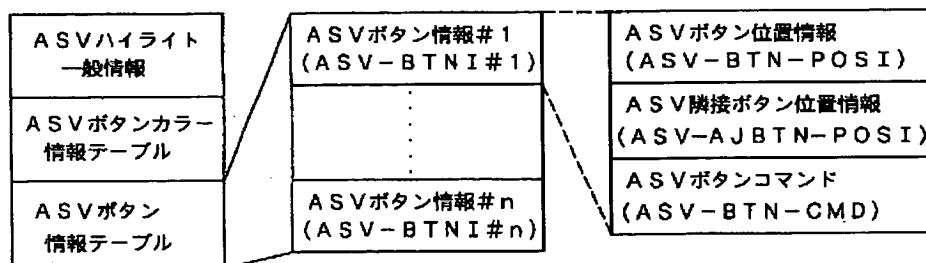 ASVハイライト
一般情報
ASVボタンカラー
情報テーブル
ASVボタン
情報テーブル
ASVボタン情報#1
(ASV-BTNI#1)
ASVボタン情報#n
(ASV-BTNI#n)
ASVボタン位置情報
(ASV-BTN-POSI)
ASV隣接ボタン位置情報
(ASV-AJBTN-POSI)
ASVボタンコマンド
(ASV-BTN-CMD)